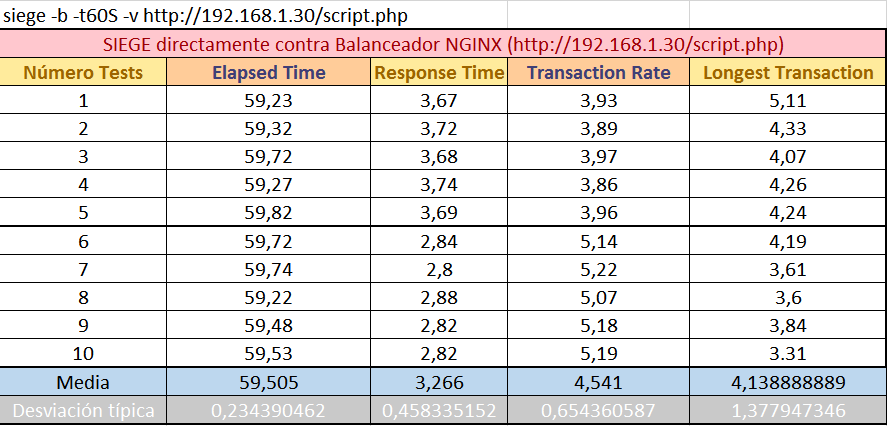 siege -b -t60S -v http://192.168.1.30/script.php
SIEGE directamente contra Balanceador NGINX (http://192.168.1.30/script.php)
Número Tests Elapsed Time Response Time Transaction Rate Longest Transaction
1 59,23 3,67 3,93 5,11
2 59,32 3,72 3,89 4,33
3 59,72 3,68 3,97 4,07
4 59,27 3,74 3,86 4,26
5 59,82 3,69 3,96 4,24
6 59,72 2,84 5,14 4,19
7 59,74 2,8 5,22 3,61
8 59,22 2,88 5,07 3,6
9 59,48 2,82 5,18 3,84
10 59,53 2,82 5,19 3.31
Media 59,505 3,266 4,541 4,138888889
Desviación típica 0,234390462 0,458335152 0,654360587 1,377947346